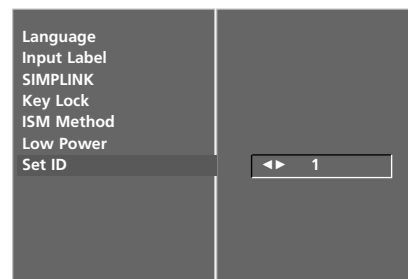 Language
Input Label
SIMPLINK
Key Lock
ISM Method
Low Power
Set ID ◄► 1